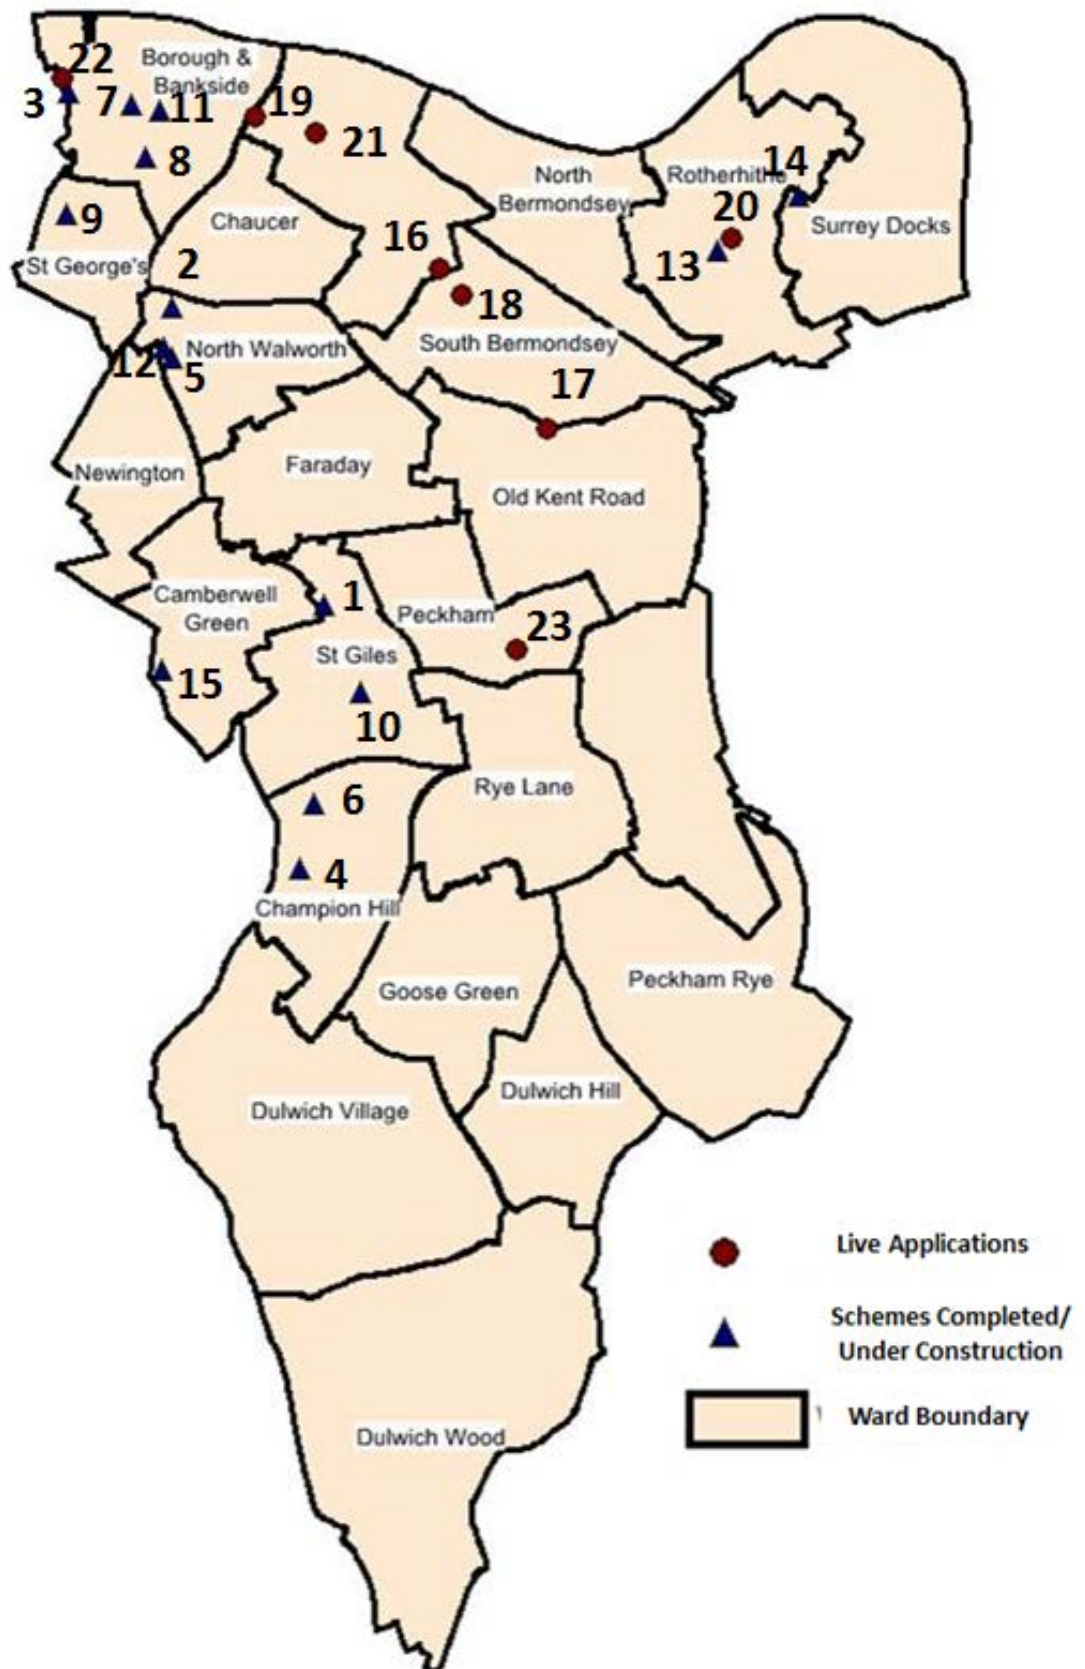 22
Borough &
Bankside
3
7
11
19
21
8
North
Bermondsey
Rotherhithe
14
20
9
Chaucer
16
Surrey Docks
St George's
2
13
18
12
5
North Walworth
South Bermondsey
17
Newington
Faraday
Old Kent Road
Camberwell
Green
1
Peckham
23
St Giles
15
10
6
Rye Lane
4
Champion Hill
Goose Green
Peckham Rye
Dulwich Village
Dulwich Hill
Live Applications
Schemes Completed/
Under Construction
Ward Boundary
Dulwich Wood